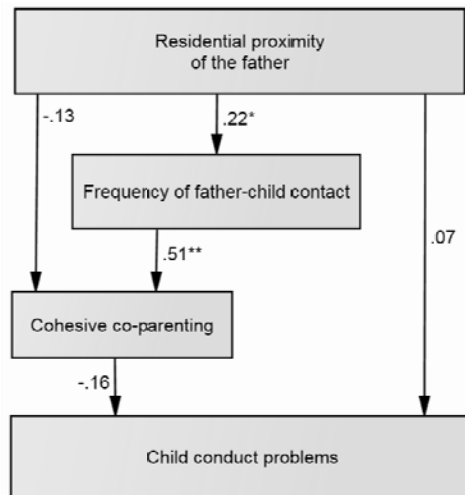 Residential proximity
of the father
-.13
.22*
Frequency of father-child contact
.51**
.07
Cohesive co-parenting
-.16
Child conduct problems